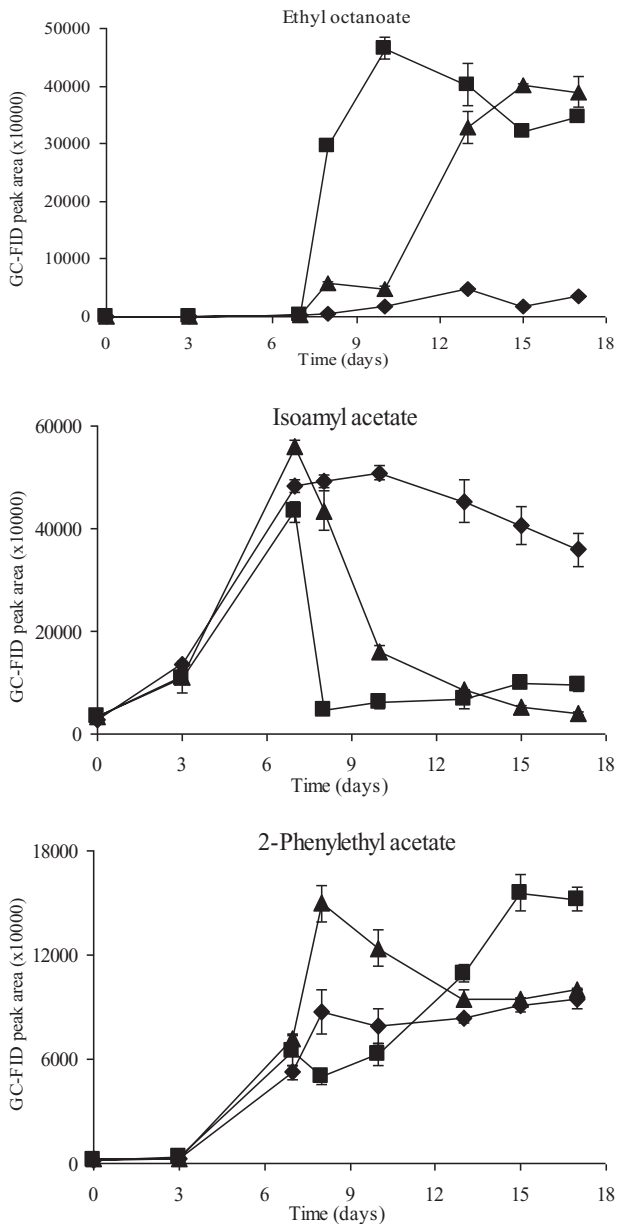 Ethyl octanoate
GC-FID peak area (x10000)
50000
40000
30000
20000
10000
0
0 3 6 9 12 15 18
Time (days)
Isoamyl acetate
GC-FID peak area (x10000)
60000
40000
20000
0
0 3 6 9 12 15 18
Time (days)
2-Phenylethyl acetate
GC-FID peak area (x10000)
18000
12000
6000
0
0 3 6 9 12 15 18
Time (days)